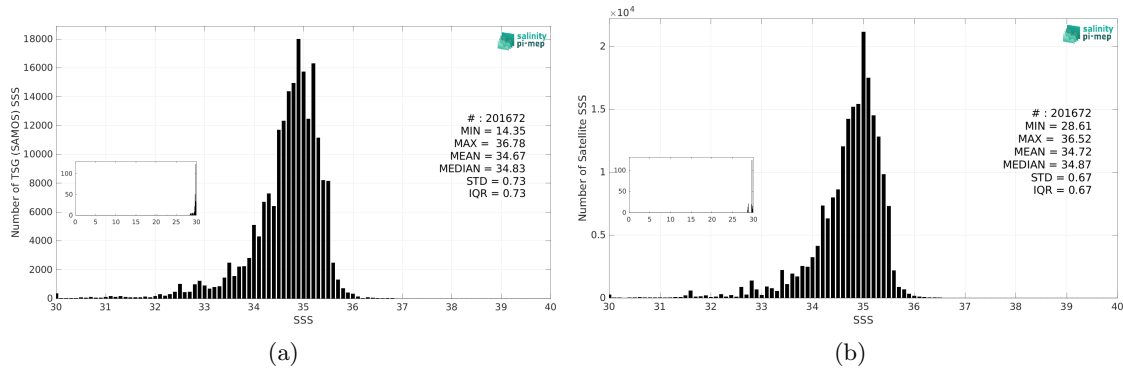 salinity
pi-mep
Number of TSG (SAMOS) SSS
18000
16000
14000
12000
10000
8000
6000
4000
2000
0
# : 201672
MIN = 14.35
MAX = 36.78
MEAN = 34.67
MEDIAN = 34.83
STD = 0.73
IQR = 0.73
100
50
0
0 5 10 15 20 25 30
30 31 32 33 34 35 36 37 38 39 40
SSS
(a)
×10⁴
salinity
pi-mep
Number of Satellite SSS
2
1.5
1
0.5
0
# : 201672
MIN = 28.61
MAX = 36.52
MEAN = 34.72
MEDIAN = 34.87
STD = 0.67
IQR = 0.67
100
50
0
0 5 10 15 20 25 30
30 31 32 33 34 35 36 37 38 39 40
SSS
(b)